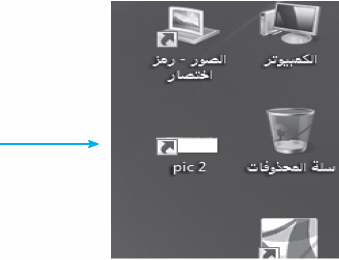 الكمبيوتر
الصور - رمز
اختصار
سلة المحذوفات
pic 2